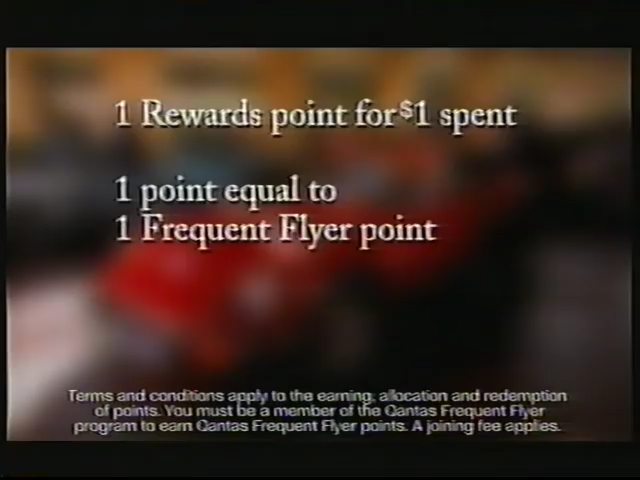 1 Rewards point for $1 spent
1 point equal to
1 Frequent Flyer point
Terms and conditions apply to the earning, allocation and redemption
of points. You must be a member of the Qantas Frequent Flyer
program to earn Qantas Frequent Flyer points. A joining fee applies.